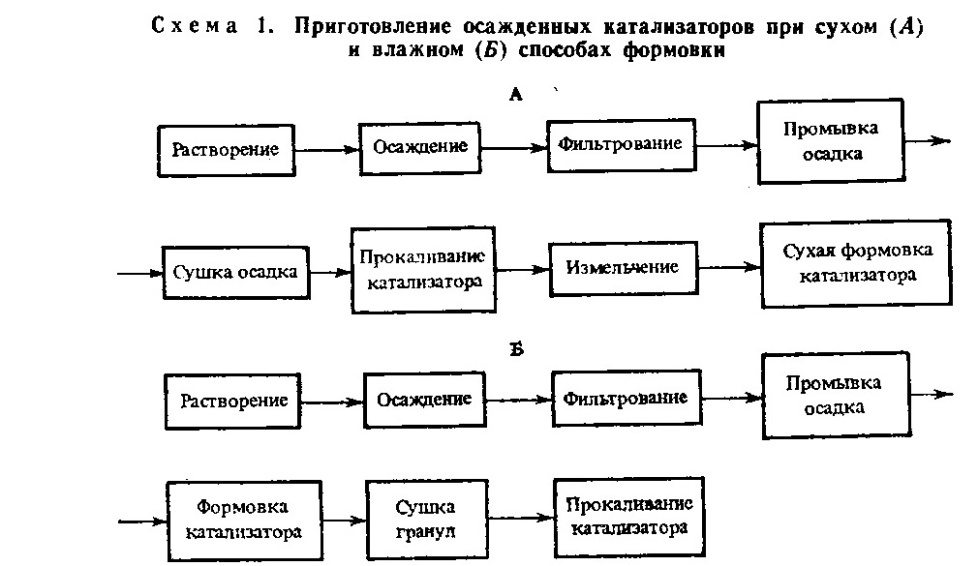 Схема 1. Приготовление осажденных катализаторов при сухом (А)
и влажном (Б) способах формовки
А
Растворение
Осаждение
Фильтрование
Промывка
осадка
Сушка осадка
Прокаливание
катализатора
Измельчение
Сухая формовка
катализатора
Б
Растворение
Осаждение
Фильтрование
Промывка
осадка
Формовка
катализатора
Сушка
гранул
Прокаливание
катализатора